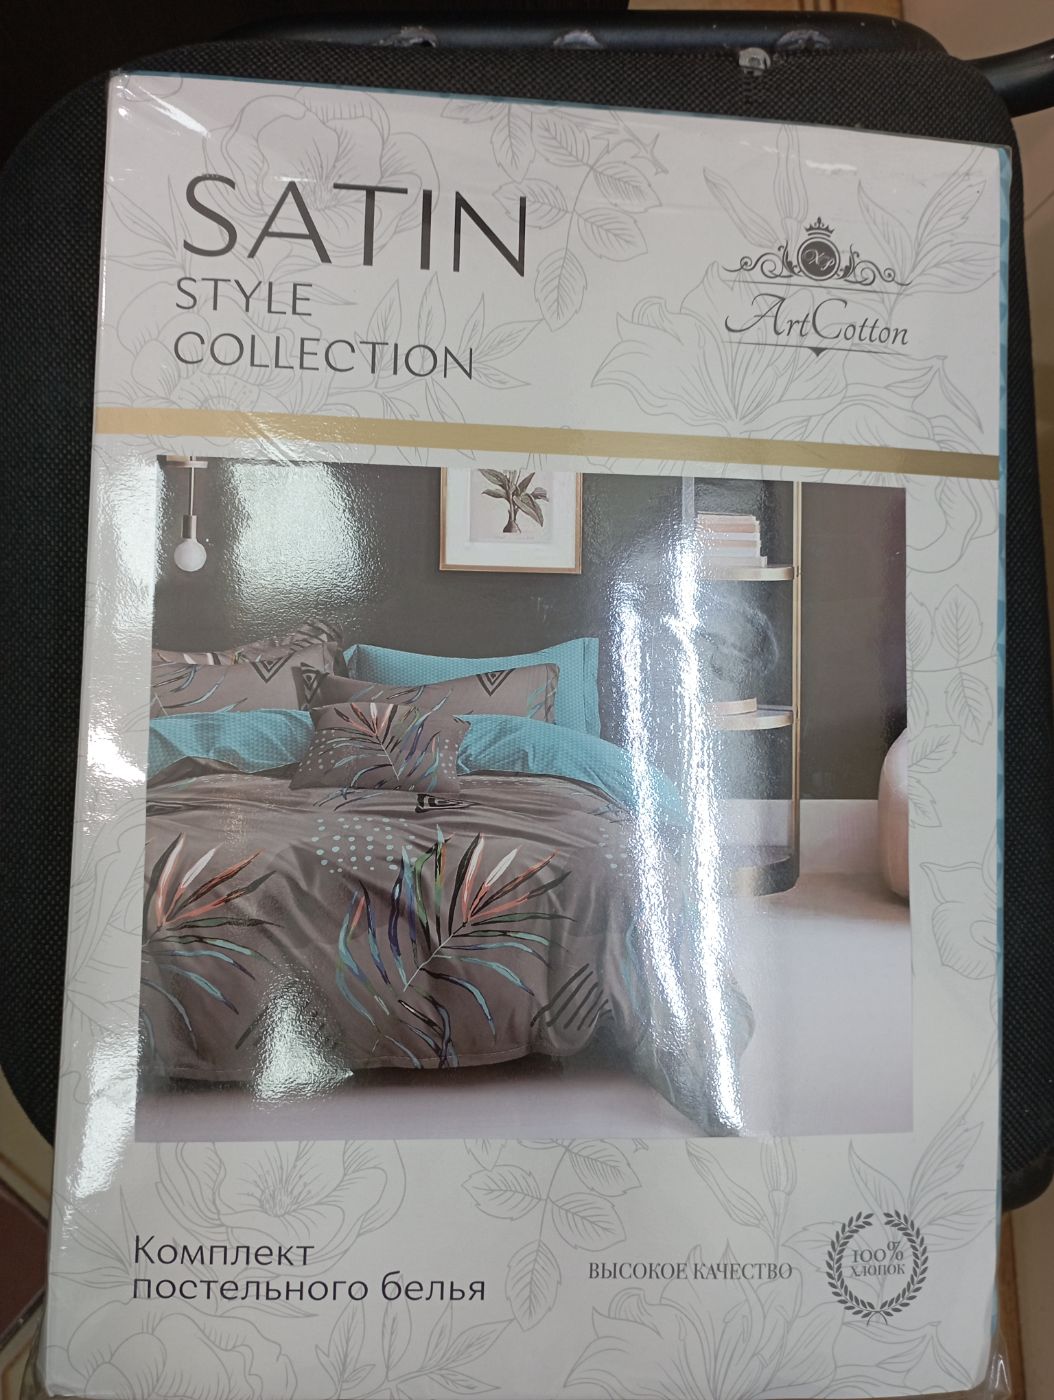 SATIN
STYLE
COLLECTION
ArtCotton
Комплект
постельного белья
ВЫСОКОЕ КАЧЕСТВО
100%
ХЛОПОК